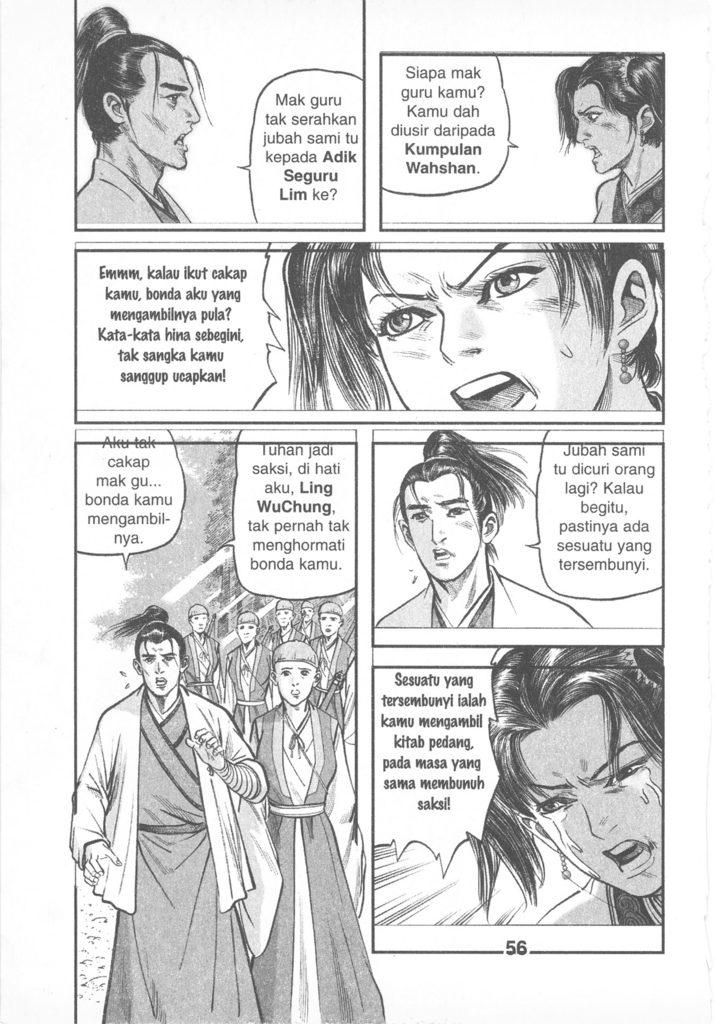 Mak guru
tak serahkan
jubah sami tu
kepada Adik
Seguru
Lim ke?
Siapa mak
guru kamu?
Kamu dah
diusir daripada
Kumpulan
Wahshan.
Emmm, kalau ikut cakap
kamu, bonda aku yang
mengambilnya pula?
Kata-kata hina sebegini,
tak sangka kamu
sanggup ucapkan!
Aku tak
cakap
mak gu...
bonda kamu
mengambil-
nya.
Tuhan jadi
saksi, di hati
aku, Ling
WuChung,
tak pernah tak
menghormati
bonda kamu.
Jubah sami
tu dicuri orang
lagi? Kalau
begitu,
pastinya ada
sesuatu yang
tersembunyi.
Sesuatu yang
tersembunyi ialah
kamu mengambil
kitab pedang,
pada masa yang
sama membunuh
saksi!
56